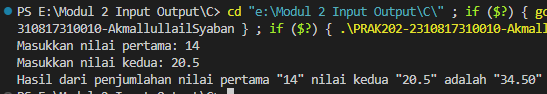 PS E:\Modul 2 Input Output\C> cd "e:\Modul 2 Input Output\C\" ; if ($?) {
310817310010-AkmallullailSyaban } ; if ($?) { .\PRAK202-2310817310010-Akmallu
Masukkan nilai pertama: 14
Masukkan nilai kedua: 20.5
Hasil dari penjumlahan nilai pertama "14" nilai kedua "20.5" adalah "34.50"